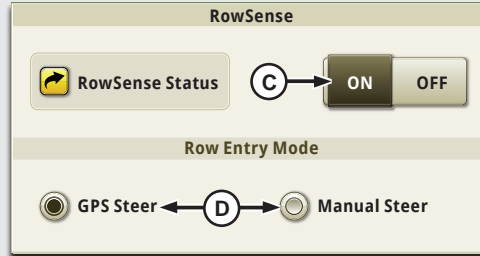 RowSense
RowSense Status C ON OFF
Row Entry Mode
GPS Steer D Manual Steer